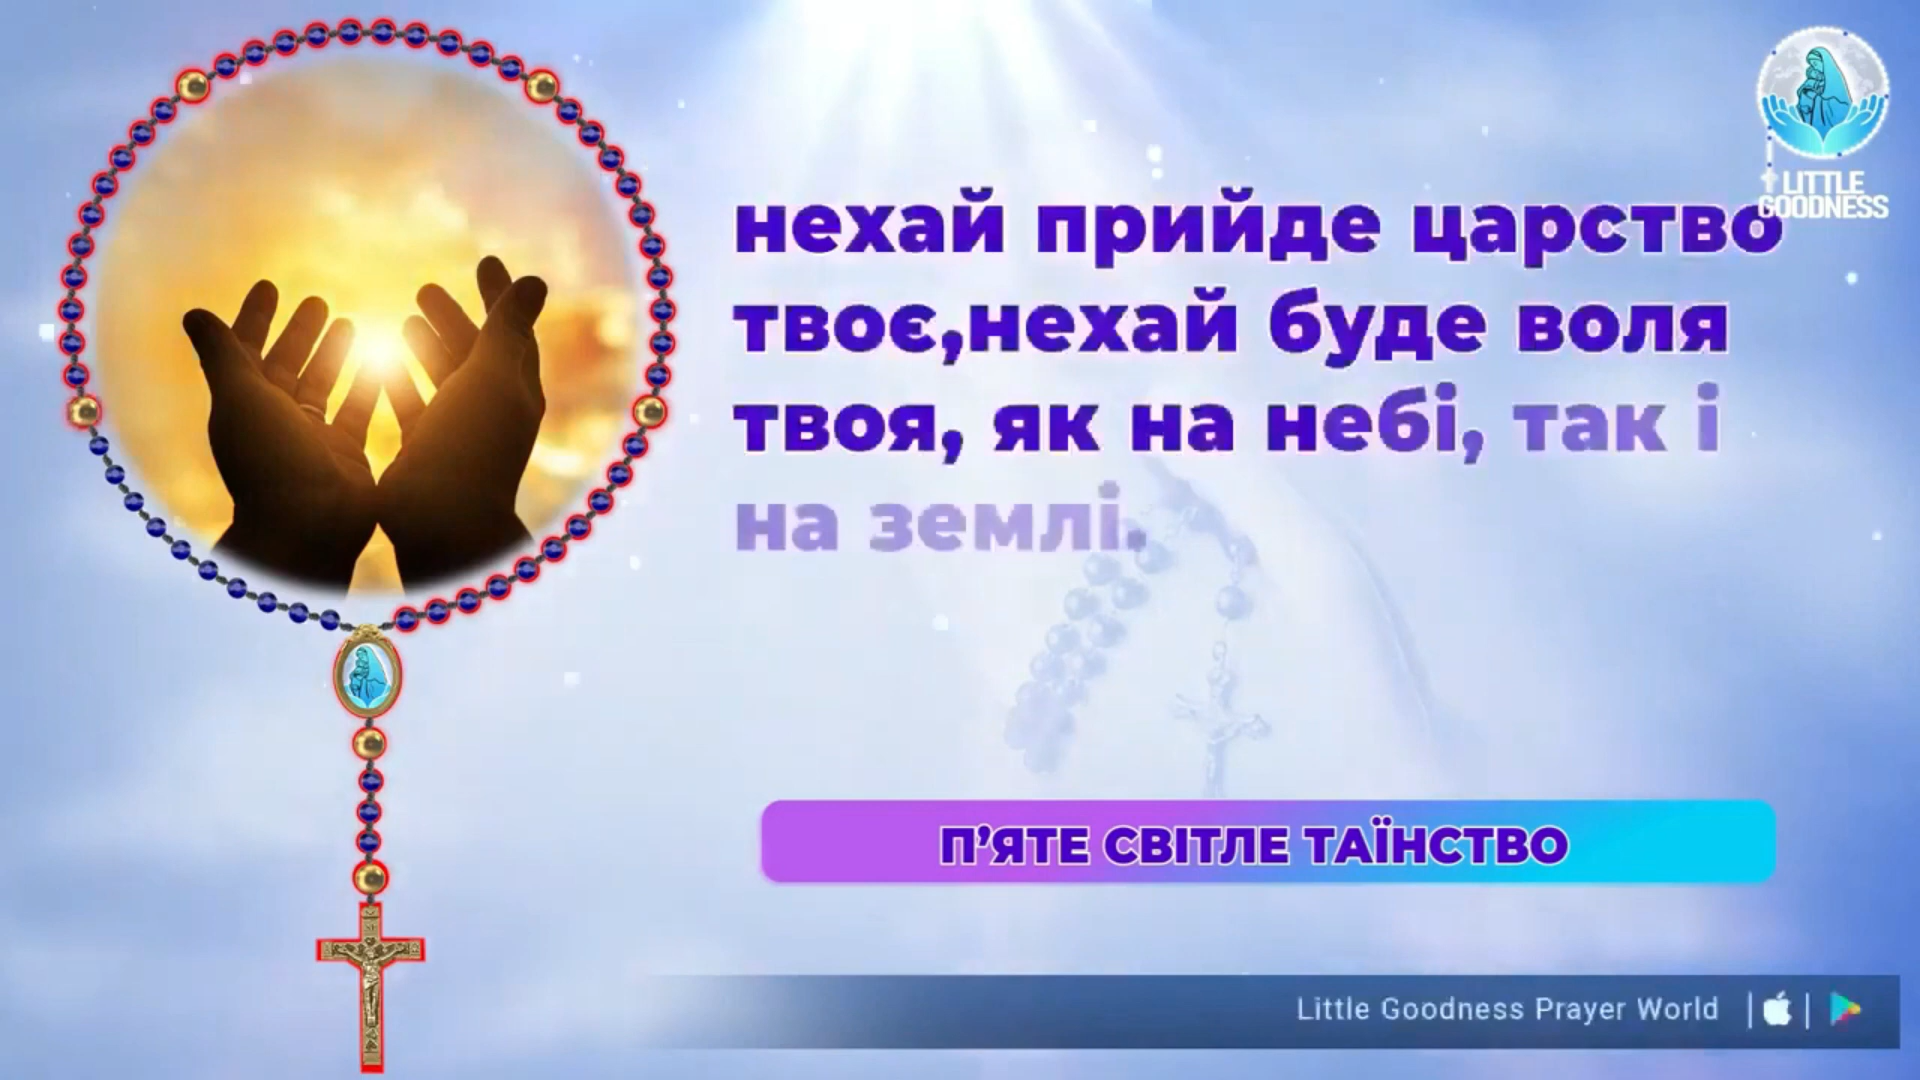 LITTLE
GOODNESS
нехай прийде царство
твоє,нехай буде воля
твоя, як на небі, так і
на землі.
П’ЯТЕ СВІТЛЕ ТАЇНСТВО
Little Goodness Prayer World